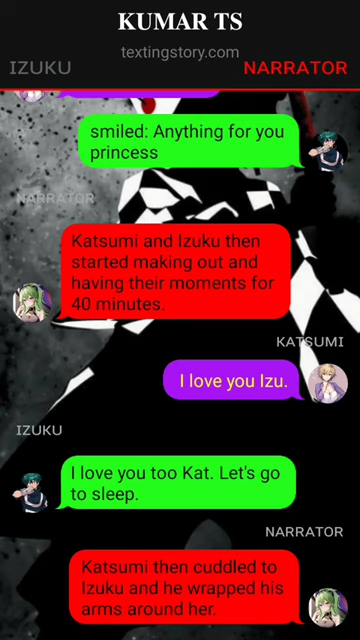 KUMAR TS
textingstory.com
IZUKU
NARRATOR
smiled: Anything for you
princess
NARRATOR
Katsumi and Izuku then
started making out and
having their moments for
40 minutes.
KATSUMI
I love you Izu.
IZUKU
I love you too Kat. Let's go
to sleep.
NARRATOR
Katsumi then cuddled to
Izuku and he wrapped his
arms around her.